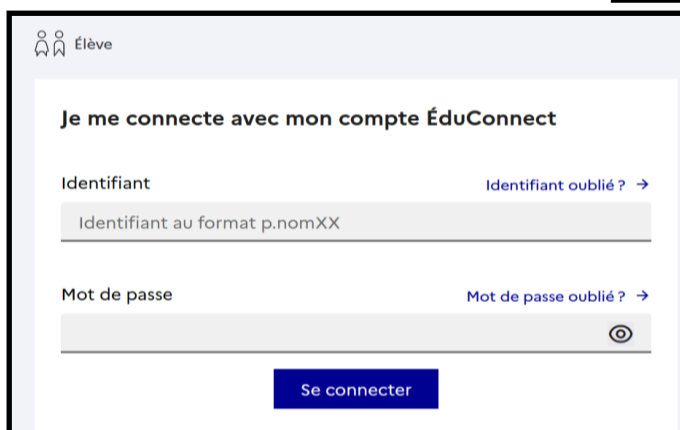 Élève
Je me connecte avec mon compte ÉduConnect
Identifiant
Identifiant oublié ? →
Identifiant au format p.nomXX
Mot de passe
Mot de passe oublié ? →
Se connecter